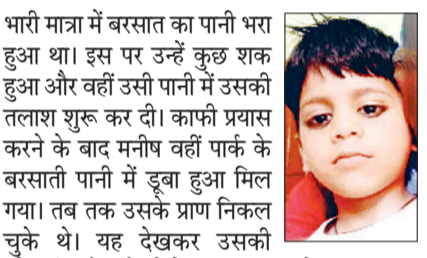 भारी मात्रा में बरसात का पानी भरा
हुआ था। इस पर उन्हें कुछ शक
हुआ और वहीं उसी पानी में उसकी
तलाश शुरू कर दी। काफी प्रयास
करने के बाद मनीष वहीं पार्क के
बरसाती पानी में डूबा हुआ मिल
गया। तब तक उसके प्राण निकल
चुके थे। यह देखकर उसकी